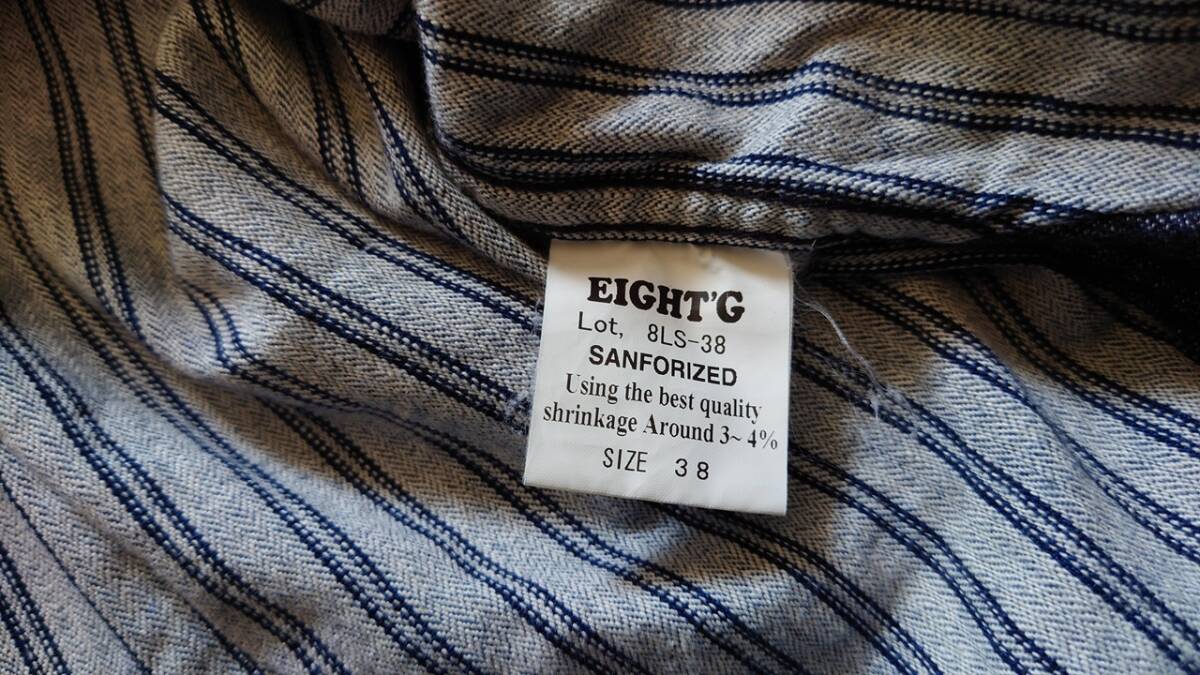 EIGHT'G
Lot, 8LS-38
SANFORIZED
Using the best quality
shrinkage Around 3~4%
SIZE 38